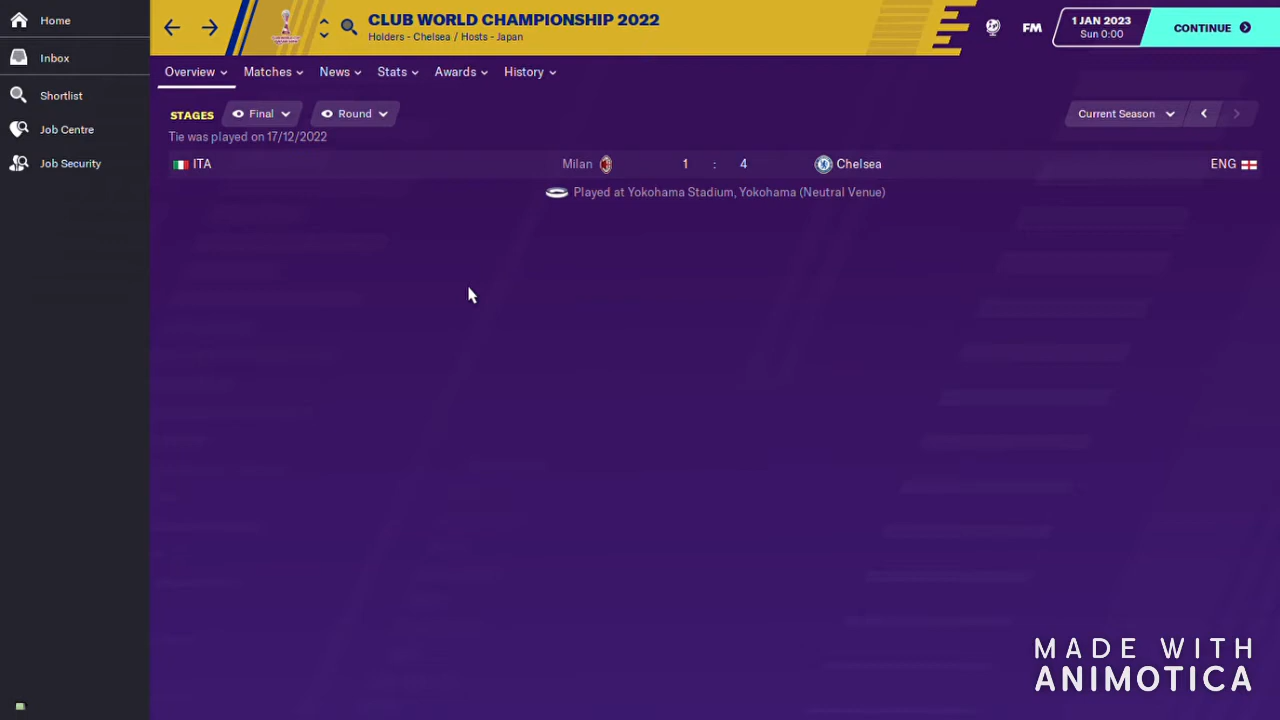 Home
Inbox
Shortlist
Job Centre
Job Security
CLUB WORLD CHAMPIONSHIP 2022
Holders - Chelsea / Hosts - Japan
FM
1 JAN 2023
Sun 0:00
CONTINUE
Overview Matches News Stats Awards History
STAGES Final Round Current Season
Tie was played on 17/12/2022
ITA Milan 1 : 4 Chelsea ENG
Played at Yokohama Stadium, Yokohama (Neutral Venue)
MADE WITH
ANIMOTICA